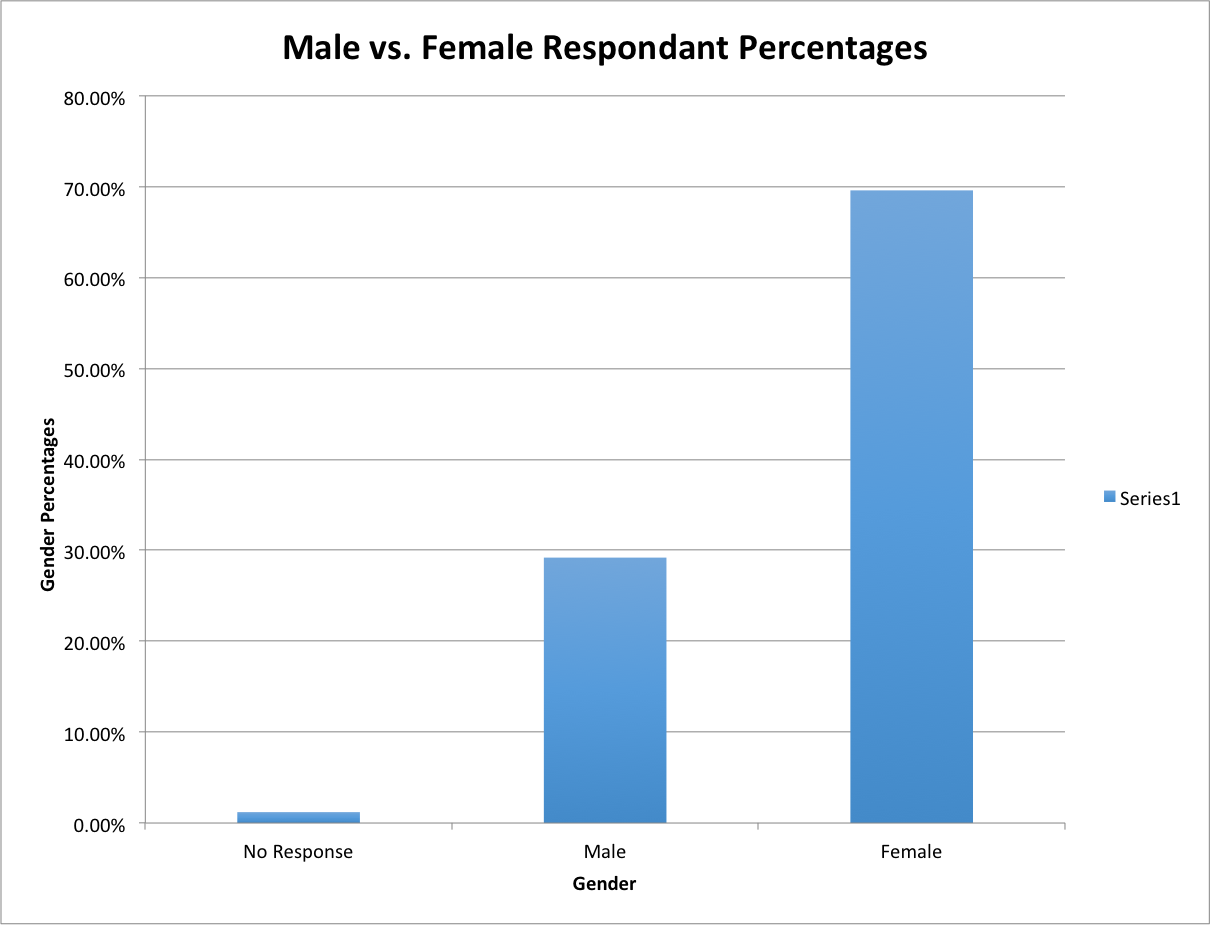 Male vs. Female Respondant Percentages
80.00%
70.00%
60.00%
50.00%
40.00%
30.00%
20.00%
10.00%
0.00%
Gender Percentages
No Response
Male
Female
Gender
Series1